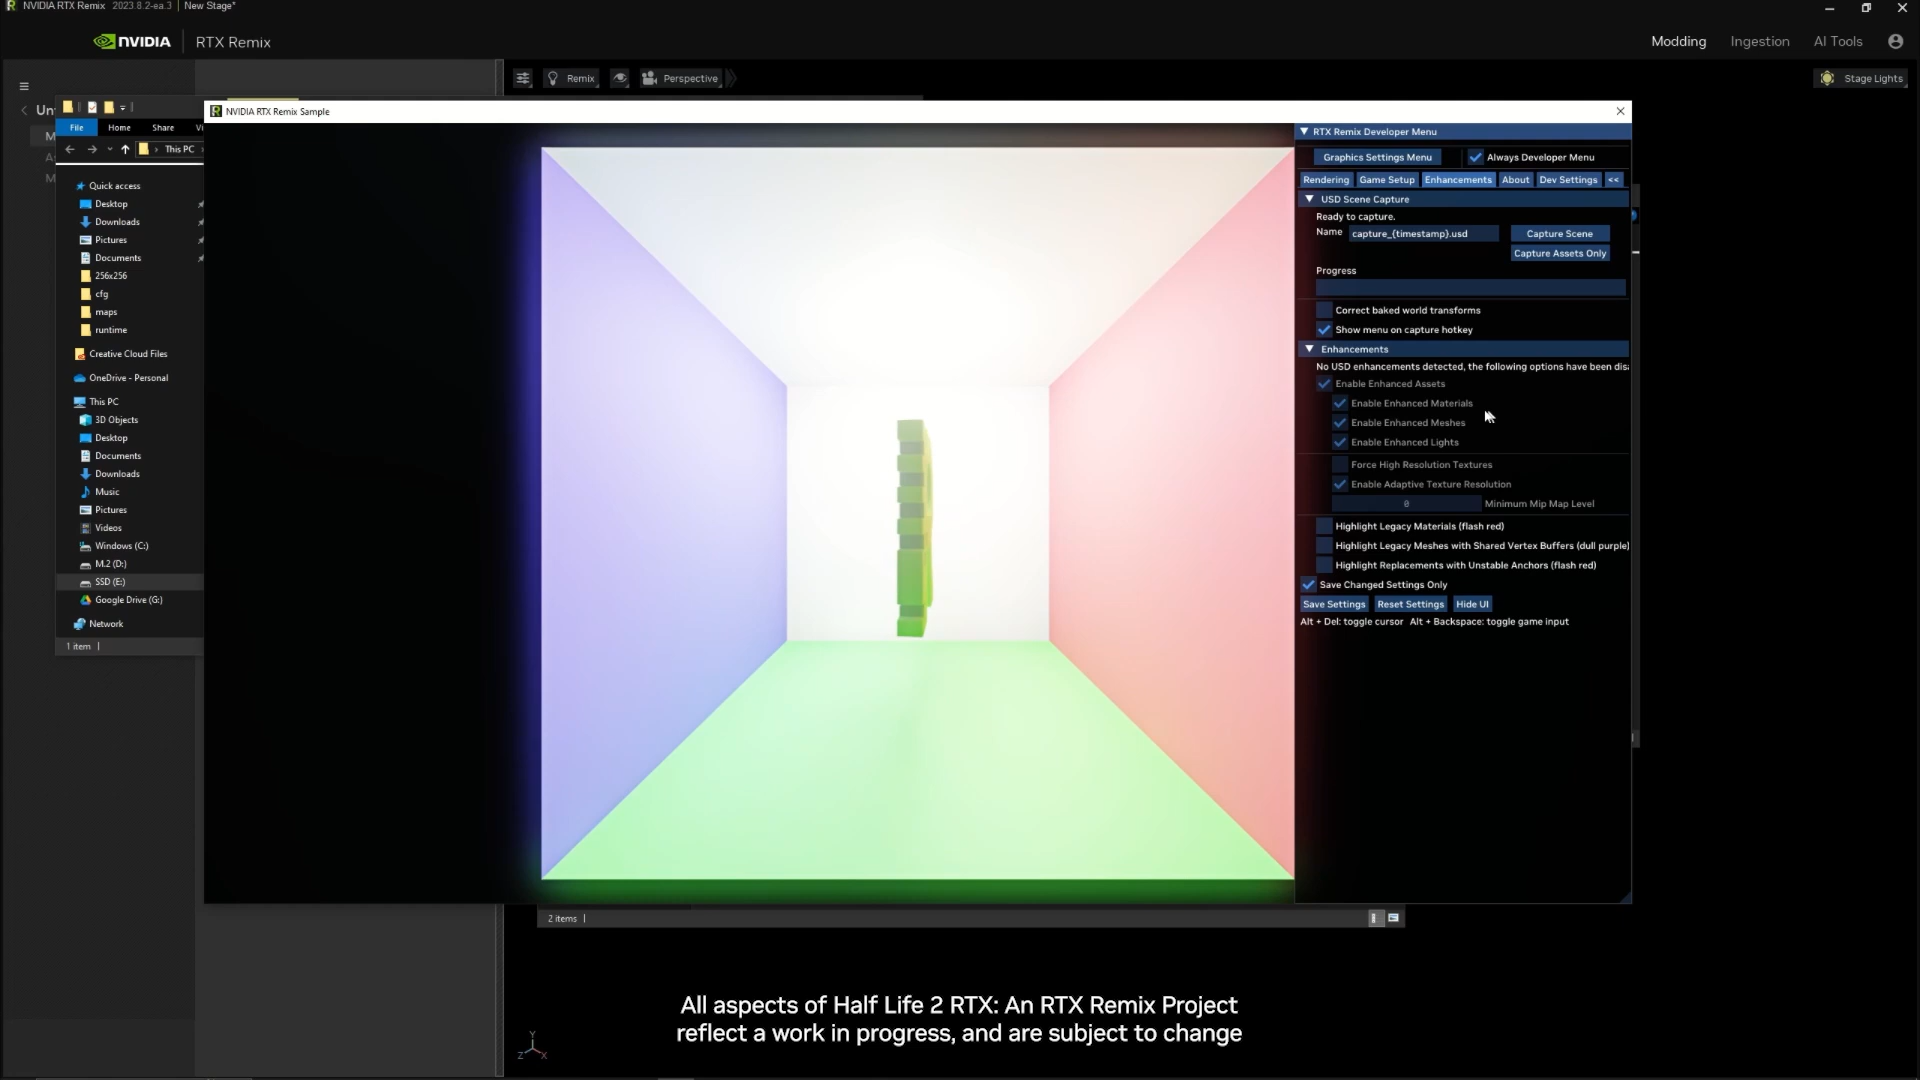 NVIDIA RTX Remix 2023.8.2-ea.3 | New Stage*
NVIDIA RTX Remix
Modding Ingestion AI Tools
Remix Perspective Stage Lights
NVIDIA RTX Remix Sample
File Home Share
This PC
Quick access
Desktop
Downloads
Pictures
Documents
256x256
cfg
maps
runtime
Creative Cloud Files
OneDrive - Personal
This PC
3D Objects
Desktop
Documents
Downloads
Music
Pictures
Videos
Windows (C:)
M.2 (D:)
SSD (E:)
Google Drive (G:)
Network
1 item
RTX Remix Developer Menu
Graphics Settings Menu Always Developer Menu
Rendering Game Setup Enhancements About Dev Settings <<
USD Scene Capture
Ready to capture.
Name capture_{timestamp}.usd Capture Scene
Capture Assets Only
Progress
Correct baked world transforms
Show menu on capture hotkey
Enhancements
No USD enhancements detected, the following options have been dis
Enable Enhanced Assets
Enable Enhanced Materials
Enable Enhanced Meshes
Enable Enhanced Lights
Force High Resolution Textures
Enable Adaptive Texture Resolution
0 Minimum Mip Map Level
Highlight Legacy Materials (flash red)
Highlight Legacy Meshes with Shared Vertex Buffers (dull purple)
Highlight Replacements with Unstable Anchors (flash red)
Save Changed Settings Only
Save Settings Reset Settings Hide UI
Alt + Del: toggle cursor Alt + Backspace: toggle game input
2 items
All aspects of Half Life 2 RTX: An RTX Remix Project
reflect a work in progress, and are subject to change
Y
Z X